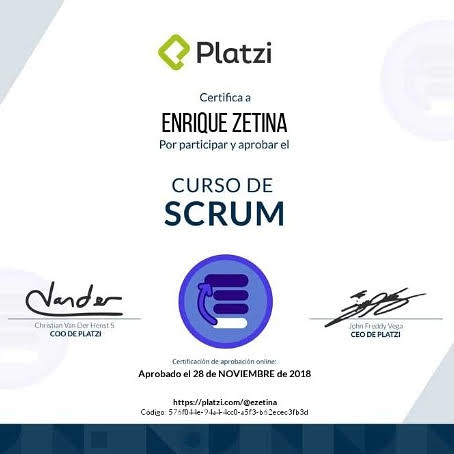 Platzi
Certifica a
ENRIQUE ZETINA
Por participar y aprobar el
CURSO DE
SCRUM
Vander
Christian Van Der Henst S
COO DE PLATZI
John Freddy Vega
CEO DE PLATZI
Certificación de aprobación online:
Aprobado el 28 de NOVIEMBRE de 2018
https://platzi.com/@ezetina
Código: